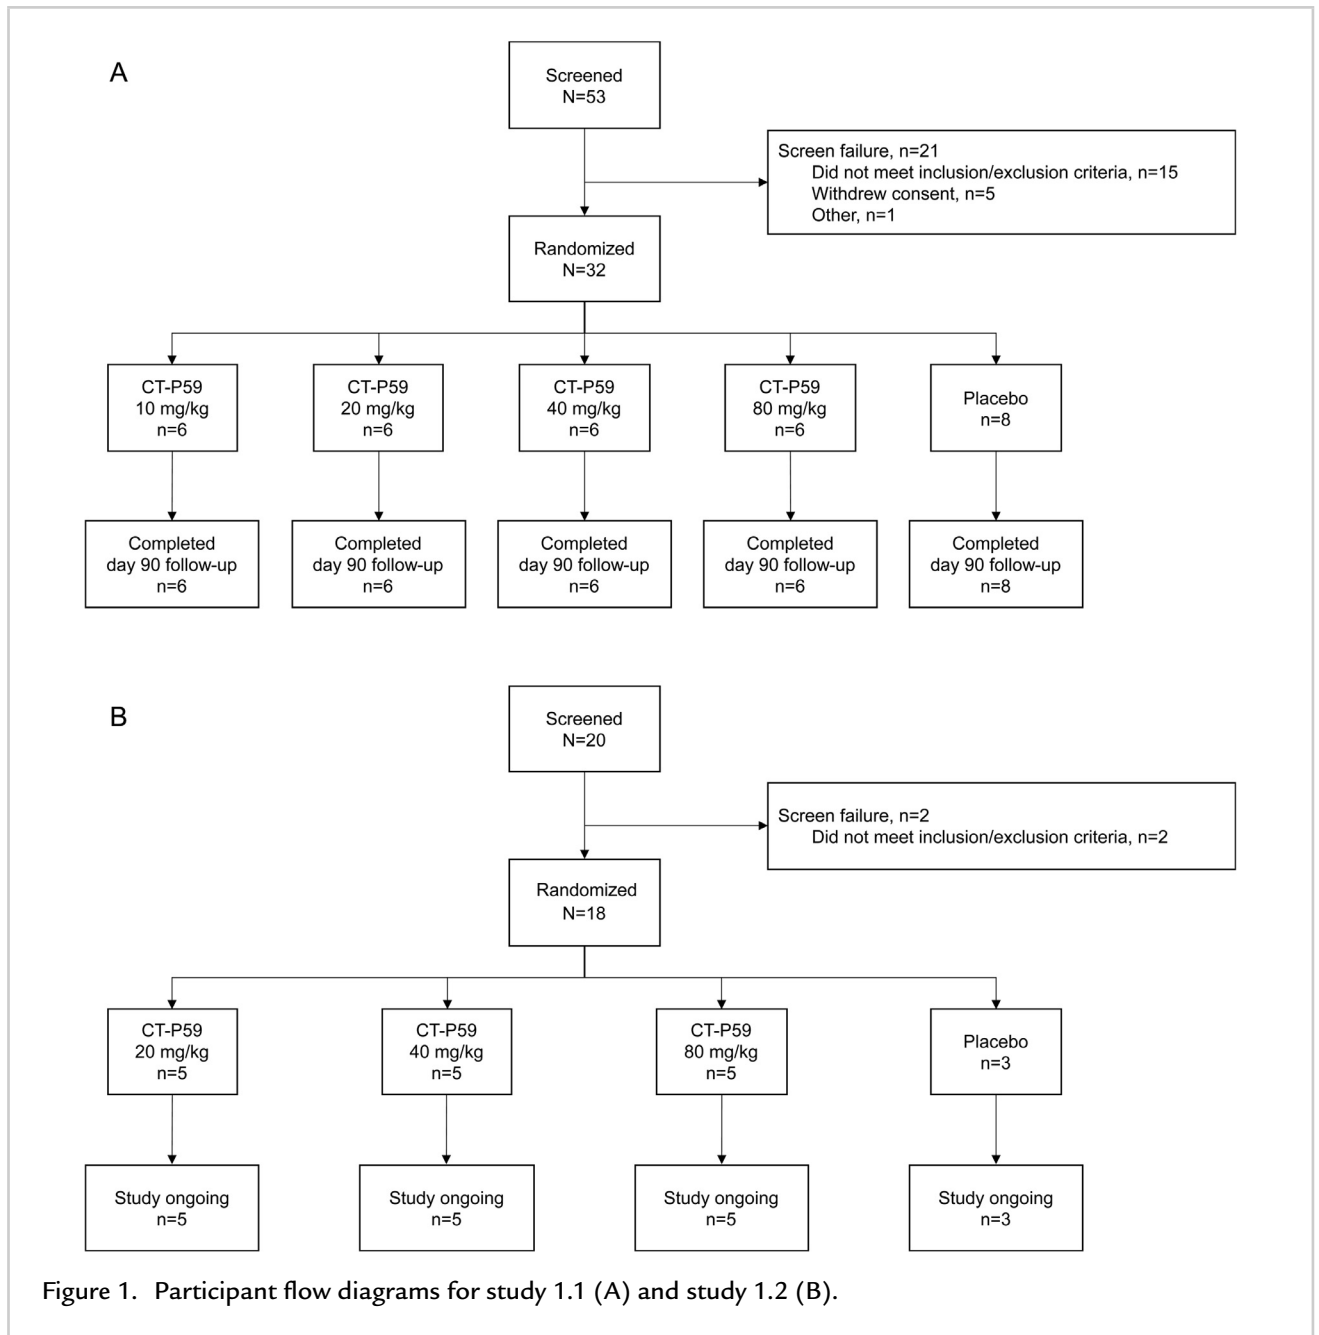 A
Screened
N=53
Screen failure, n=21
Did not meet inclusion/exclusion criteria, n=15
Withdrew consent, n=5
Other, n=1
Randomized
N=32
CT-P59
10 mg/kg
n=6
CT-P59
20 mg/kg
n=6
CT-P59
40 mg/kg
n=6
CT-P59
80 mg/kg
n=6
Placebo
n=8
Completed
day 90 follow-up
n=6
Completed
day 90 follow-up
n=6
Completed
day 90 follow-up
n=6
Completed
day 90 follow-up
n=6
Completed
day 90 follow-up
n=8
B
Screened
N=20
Screen failure, n=2
Did not meet inclusion/exclusion criteria, n=2
Randomized
N=18
CT-P59
20 mg/kg
n=5
CT-P59
40 mg/kg
n=5
CT-P59
80 mg/kg
n=5
Placebo
n=3
Study ongoing
n=5
Study ongoing
n=5
Study ongoing
n=5
Study ongoing
n=3
Figure 1. Participant flow diagrams for study 1.1 (A) and study 1.2 (B).